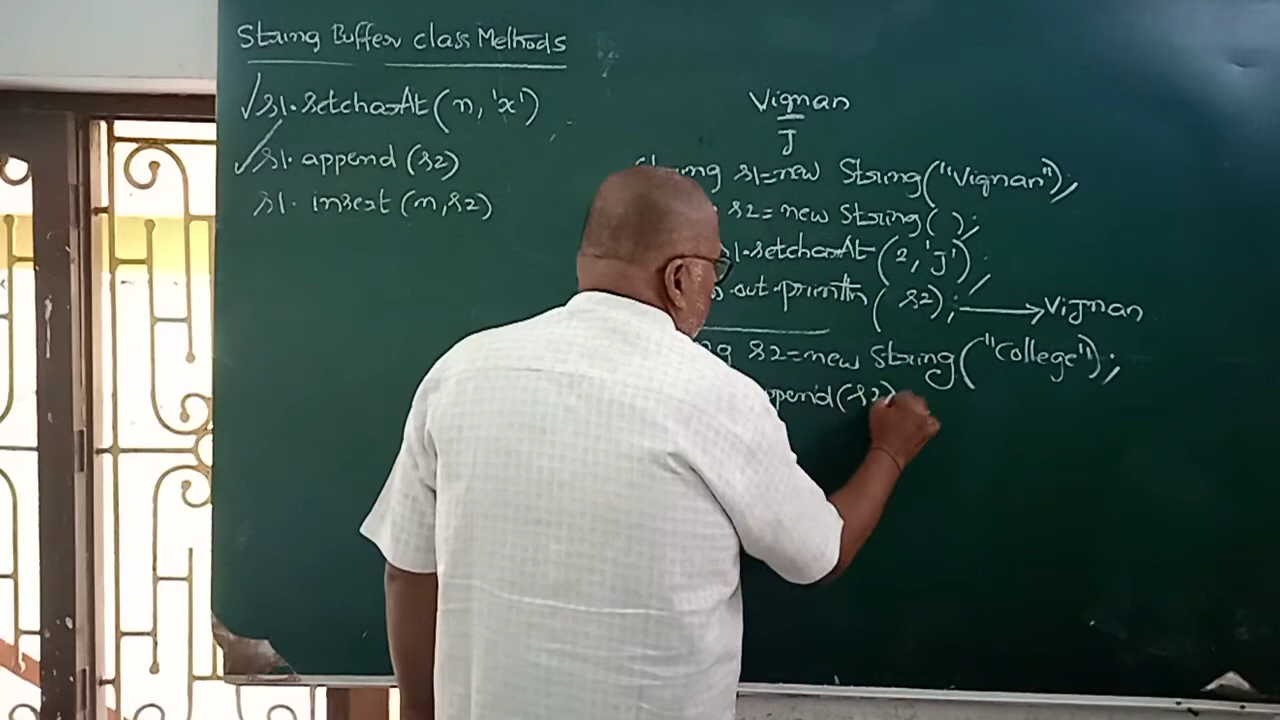 String Buffer class Methods
s1.setcharAt(n,'x')
s1.append(s2)
s1.insert(n,s2)
Vignan
J
s1=new String("Vignan");
s2=new String();
s1.setcharAt(2,'J');
out.println(s2); → ViJnan
s2=new String("College");
append(s2)